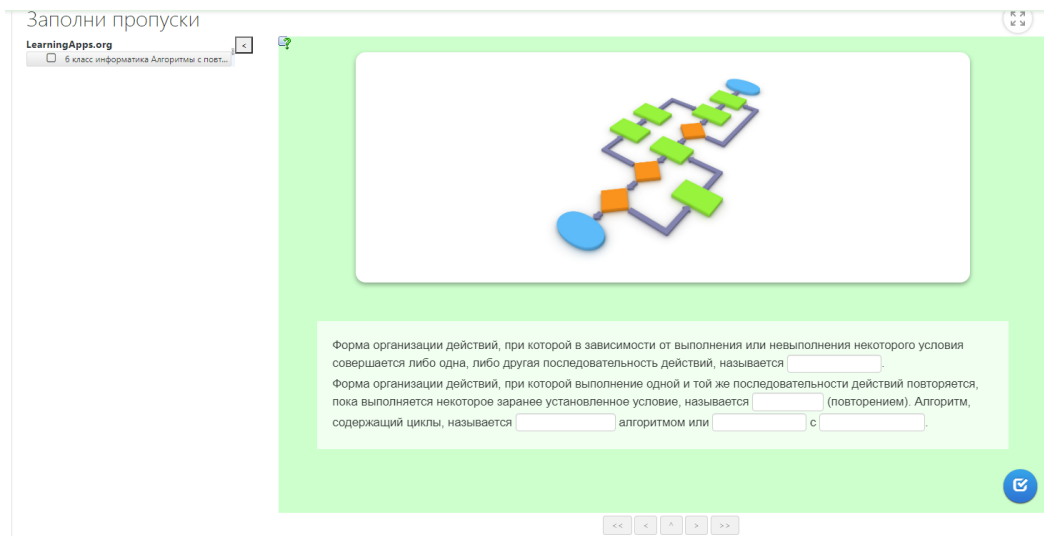 Заполни пропуски
LearningApps.org
<
6 класс информатика Алгоритмы с повт...
Форма организации действий, при которой в зависимости от выполнения или невыполнения некоторого условия
совершается либо одна, либо другая последовательность действий, называется .
Форма организации действий, при которой выполнение одной и той же последовательности действий повторяется,
пока выполняется некоторое заранее установленное условие, называется (повторением). Алгоритм,
содержащий циклы, называется алгоритмом или с .
<< < ^ > >>